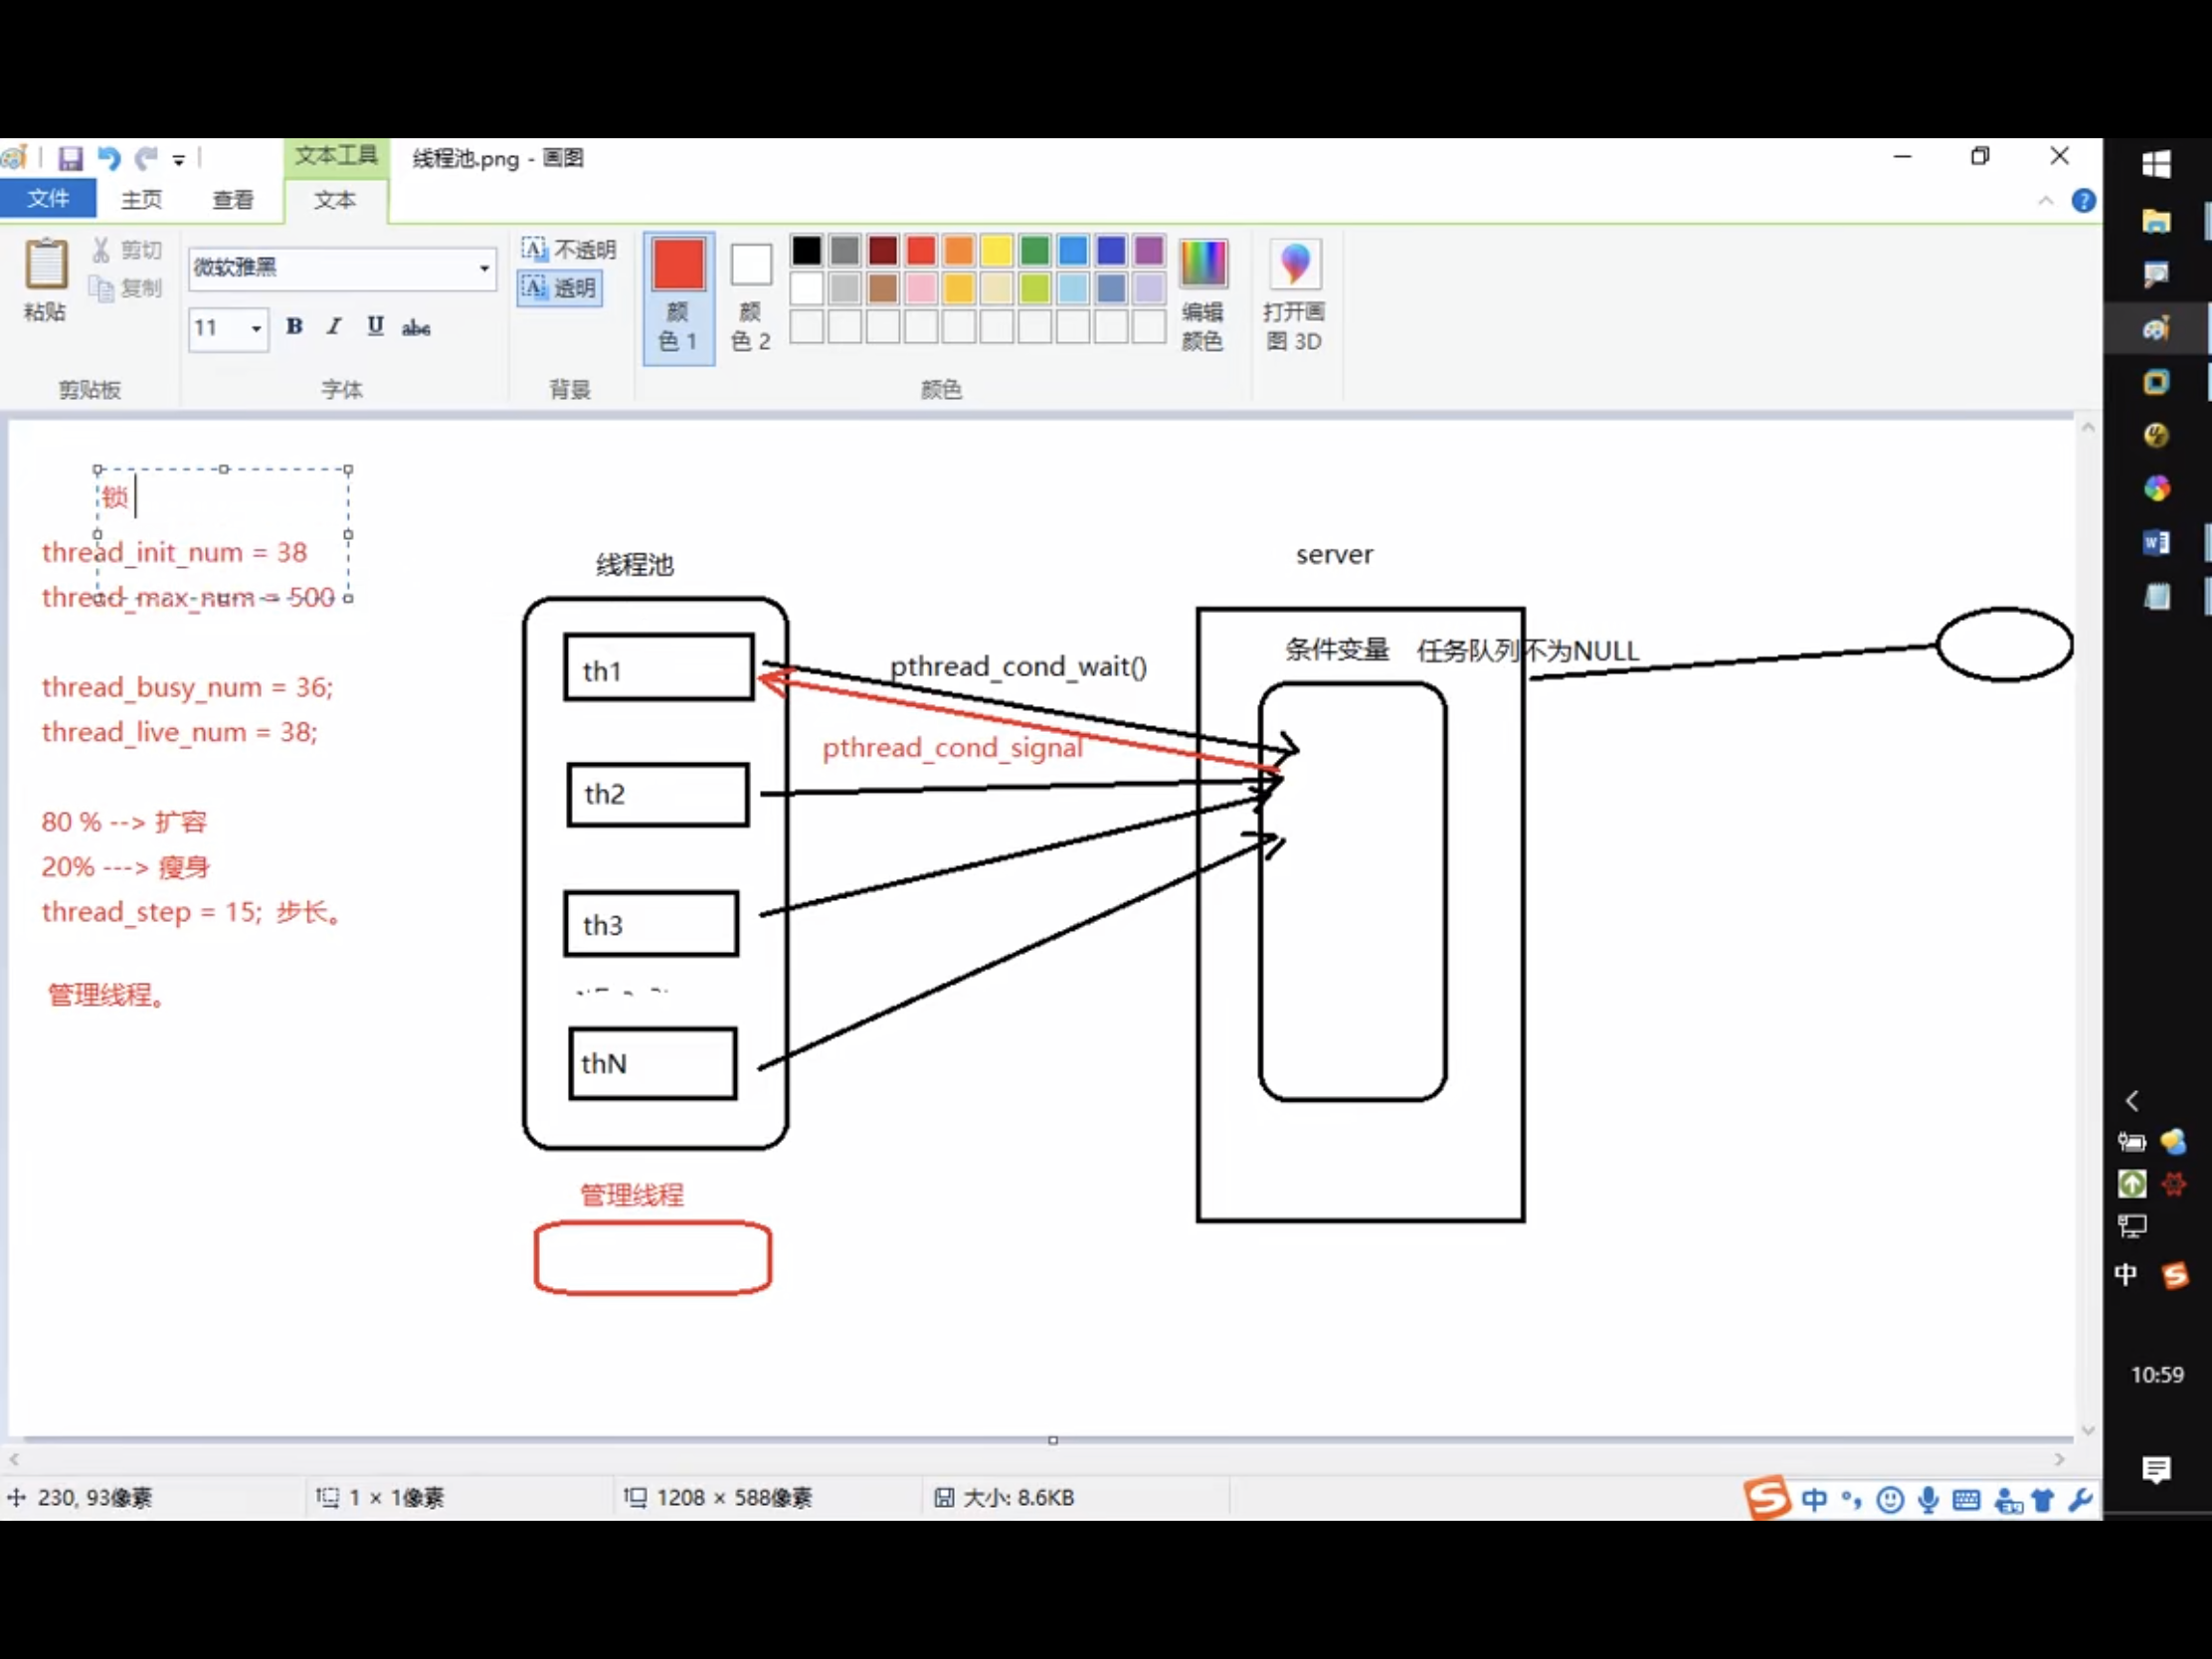 文本工具
线程池.png - 画图
文件
主页
查看
文本
粘贴
剪切
复制
剪贴板
微软雅黑
11
B I U abc
字体
不透明
透明
背景
颜
色 1
颜
色 2
颜色
编辑
颜色
打开画
图 3D
锁
thread_init_num = 38
thread_max_num = 500
thread_busy_num = 36;
thread_live_num = 38;
80 % --> 扩容
20% ---> 瘦身
thread_step = 15; 步长。
管理线程。
线程池
th1
th2
th3
thN
管理线程
pthread_cond_wait()
pthread_cond_signal
server
条件变量 任务队列不为NULL
中
10:59
230, 93像素
1 × 1像素
1208 × 588像素
大小: 8.6KB
中